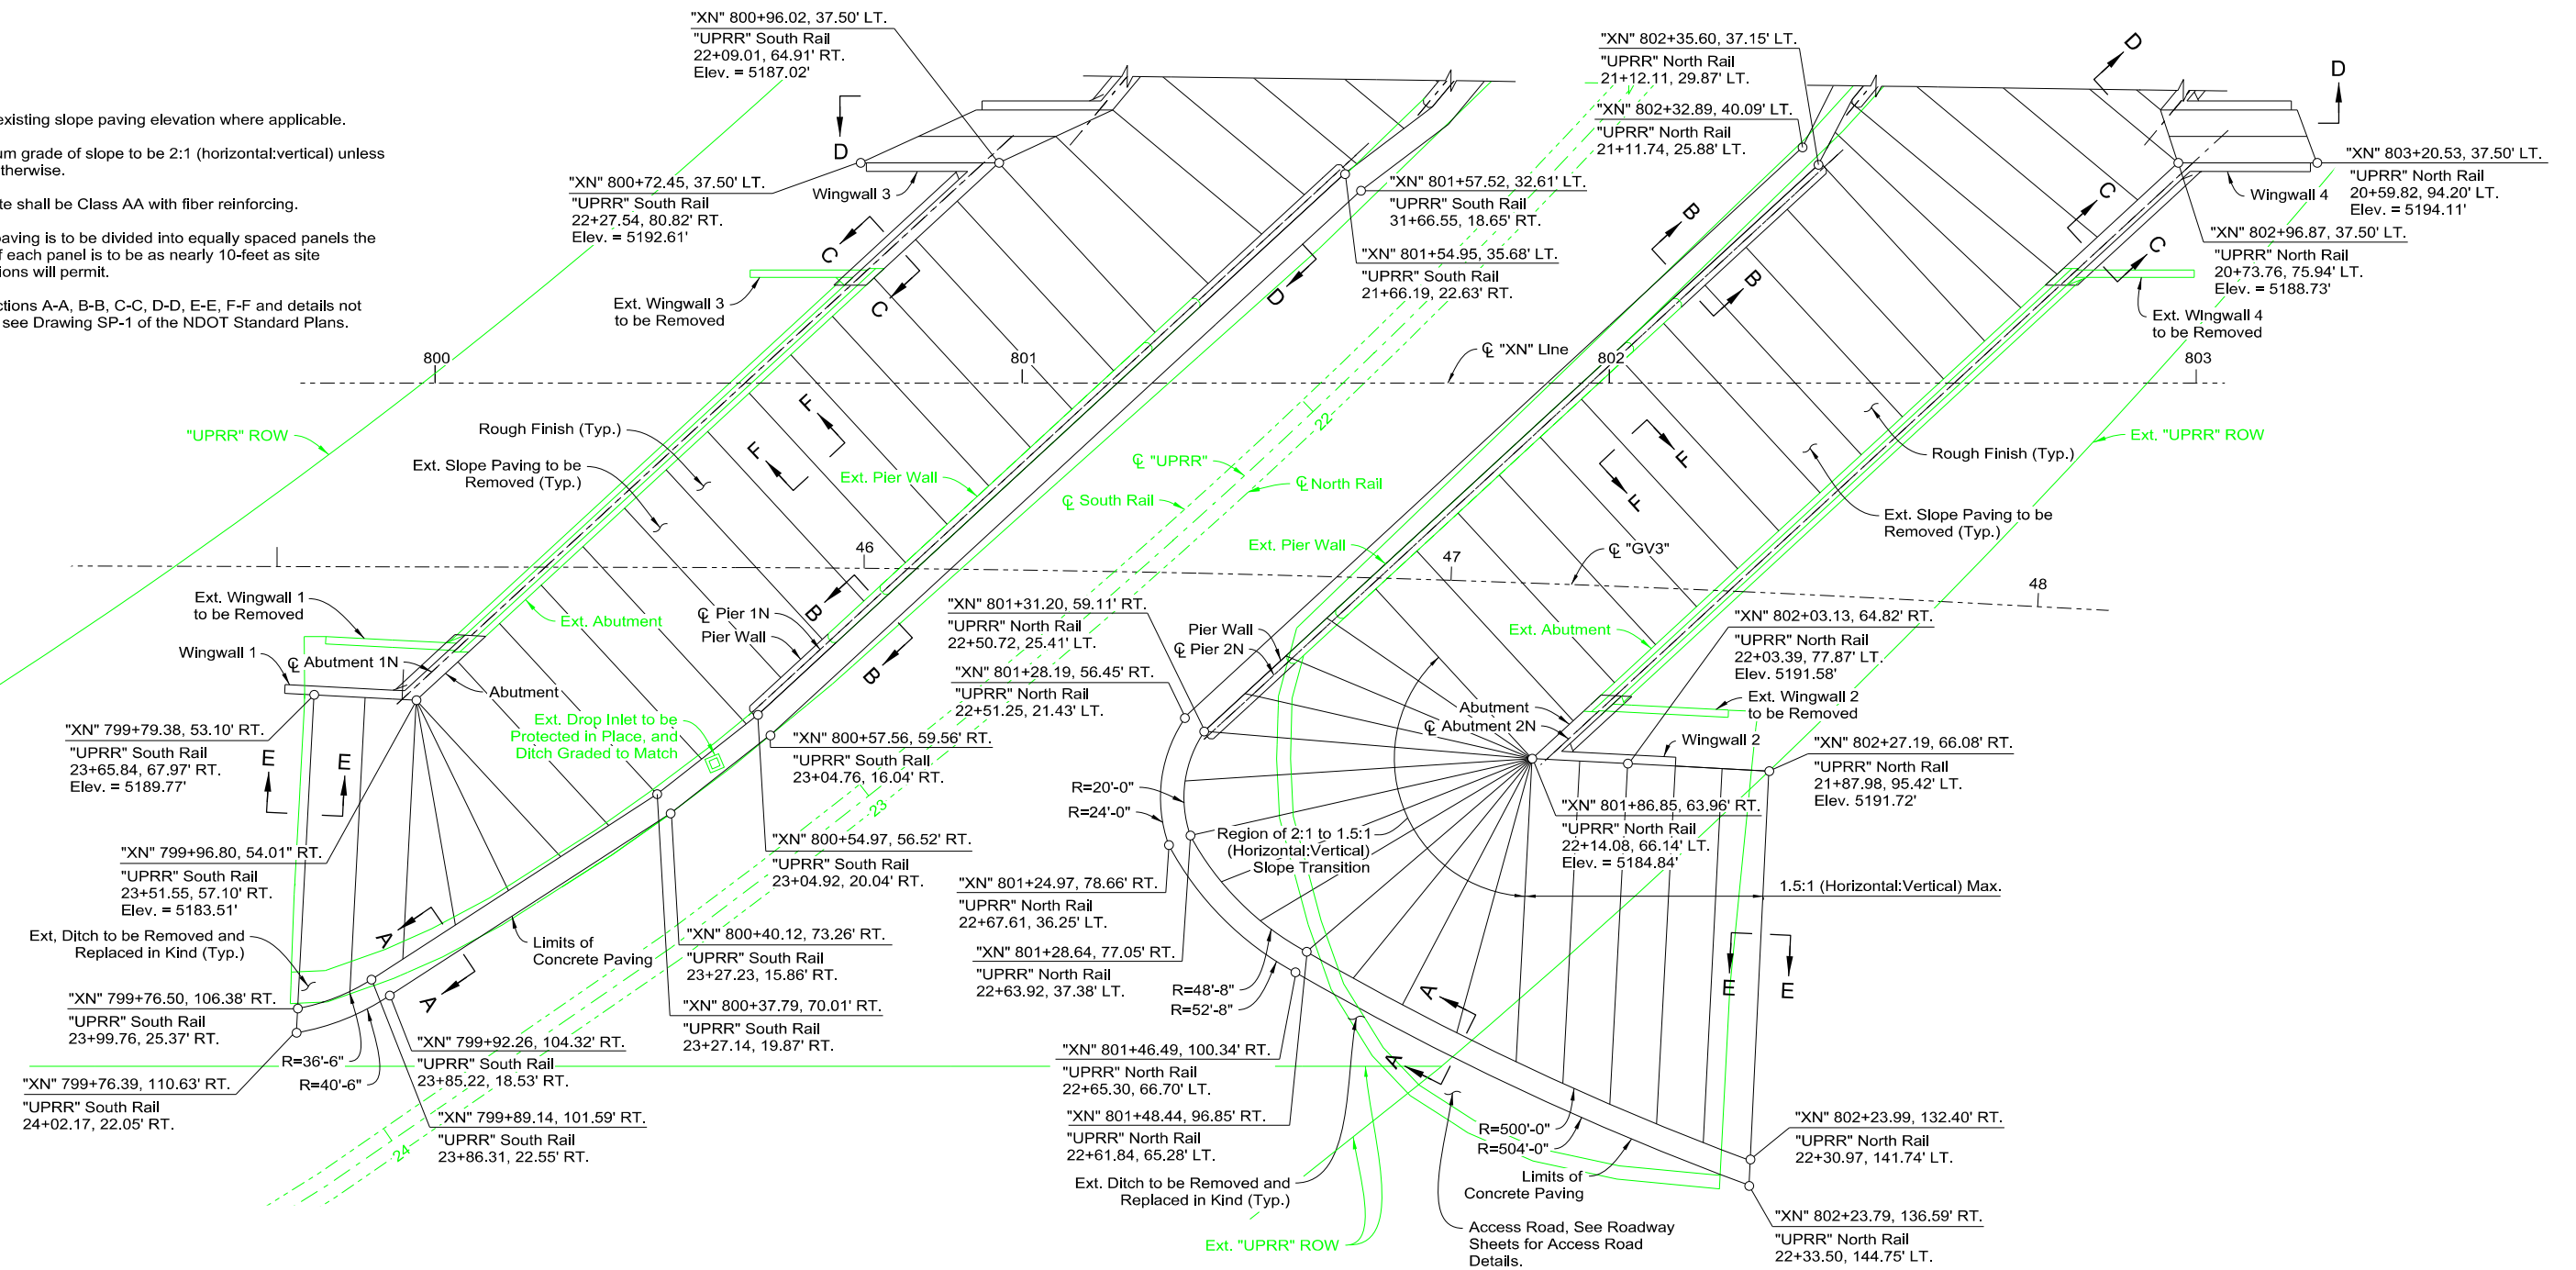 existing slope paving elevation where applicable.
um grade of slope to be 2:1 (horizontal:vertical) unless
therwise.
te shall be Class AA with fiber reinforcing.
paving is to be divided into equally spaced panels the
f each panel is to be as nearly 10-feet as site
ions will permit.
ctions A-A, B-B, C-C, D-D, E-E, F-F and details not
see Drawing SP-1 of the NDOT Standard Plans.
"XN" 800+96.02, 37.50' LT.
"UPRR" South Rail
22+09.01, 64.91' RT.
Elev. = 5187.02'
D
"XN" 800+72.45, 37.50' LT.
"UPRR" South Rail
22+27.54, 80.82' RT.
Elev. = 5192.61'
Wingwall 3
C
C
Ext. Wingwall 3
to be Removed
"XN" 801+57.52, 32.61' LT.
"UPRR" South Rail
31+66.55, 18.65' RT.
"XN" 801+54.95, 35.68' LT.
"UPRR" South Rail
21+66.19, 22.63' RT.
D
"XN" 802+35.60, 37.15' LT.
"UPRR" North Rail
21+12.11, 29.87' LT.
"XN" 802+32.89, 40.09' LT.
"UPRR" North Rail
21+11.74, 25.88' LT.
B
B
D
D
"XN" 803+20.53, 37.50' LT.
"UPRR" North Rail
20+59.82, 94.20' LT.
Elev. = 5194.11'
Wingwall 4
"XN" 802+96.87, 37.50' LT.
"UPRR" North Rail
20+73.76, 75.94' LT.
Elev. = 5188.73'
C
C
Ext. WIngwall 4
to be Removed
800
801
℄ "XN" LIne
802
803
22
"UPRR" ROW
Rough Finish (Typ.)
F
F
Ext. Slope Paving to be
Removed (Typ.)
Ext. Pier Wall
℄ "UPRR"
℄ North Rail
℄ South Rail
F
F
Rough Finish (Typ.)
Ext. "UPRR" ROW
Ext. Slope Paving to be
Removed (Typ.)
Ext. Pier Wall
46
47
℄ "GV3"
48
Ext. Wingwall 1
to be Removed
Wingwall 1
℄ Abutment 1N
Abutment
Ext. Abutment
℄ Pier 1N
Pier Wall
B
B
"XN" 801+31.20, 59.11' RT.
"UPRR" North Rail
22+50.72, 25.41' LT.
"XN" 801+28.19, 56.45' RT.
"UPRR" North Rail
22+51.25, 21.43' LT.
Pier Wall
℄ Pier 2N
Ext. Abutment
"XN" 802+03.13, 64.82' RT.
"UPRR" North Rail
22+03.39, 77.87' LT.
Elev. 5191.58'
Ext. Wingwall 2
to be Removed
Abutment
℄ Abutment 2N
Wingwall 2
"XN" 799+79.38, 53.10' RT.
"UPRR" South Rail
23+65.84, 67.97' RT.
Elev. = 5189.77'
E
E
Ext. Drop Inlet to be
Protected in Place, and
Ditch Graded to Match
"XN" 800+57.56, 59.56' RT.
"UPRR" South Rail
23+04.76, 16.04' RT.
23
"XN" 802+27.19, 66.08' RT.
"UPRR" North Rail
21+87.98, 95.42' LT.
Elev. 5191.72'
R=20'-0"
R=24'-0"
"XN" 801+86.85, 63.96' RT.
"UPRR" North Rail
22+14.08, 66.14' LT.
Elev. = 5184.84'
Region of 2:1 to 1.5:1
(Horizontal:Vertical)
Slope Transition
"XN" 800+54.97, 56.52' RT.
"UPRR" South Rail
23+04.92, 20.04' RT.
"XN" 799+96.80, 54.01" RT.
"UPRR" South Rail
23+51.55, 57.10' RT.
Elev. = 5183.51'
"XN" 801+24.97, 78.66' RT.
"UPRR" North Rail
22+67.61, 36.25' LT.
1.5:1 (Horizontal:Vertical) Max.
Ext, Ditch to be Removed and
Replaced in Kind (Typ.)
A
A
Limits of
Concrete Paving
"XN" 800+40.12, 73.26' RT.
"UPRR" South Rail
23+27.23, 15.86' RT.
"XN" 801+28.64, 77.05' RT.
"UPRR" North Rail
22+63.92, 37.38' LT.
E
E
"XN" 799+76.50, 106.38' RT.
"UPRR" South Rail
23+99.76, 25.37' RT.
"XN" 800+37.79, 70.01' RT.
"UPRR" South Rail
23+27.14, 19.87' RT.
R=48'-8"
R=52'-8"
A
A
R=36'-6"
R=40'-6"
"XN" 799+92.26, 104.32' RT.
"UPRR" South Rail
23+85.22, 18.53' RT.
"XN" 799+76.39, 110.63' RT.
"UPRR" South Rail
24+02.17, 22.05' RT.
"XN" 799+89.14, 101.59' RT.
"UPRR" South Rail
23+86.31, 22.55' RT.
24
"XN" 801+46.49, 100.34' RT.
"UPRR" North Rail
22+65.30, 66.70' LT.
"XN" 801+48.44, 96.85' RT.
"UPRR" North Rail
22+61.84, 65.28' LT.
R=500'-0"
R=504'-0"
"XN" 802+23.99, 132.40' RT.
"UPRR" North Rail
22+30.97, 141.74' LT.
Ext. Ditch to be Removed and
Replaced in Kind (Typ.)
Limits of
Concrete Paving
Ext. "UPRR" ROW
Access Road, See Roadway
Sheets for Access Road
Details.
"XN" 802+23.79, 136.59' RT.
"UPRR" North Rail
22+33.50, 144.75' LT.